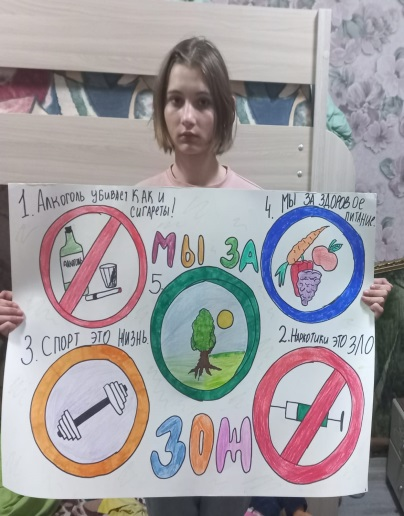 1. Алкоголь убивает как и
сигареты!
4. Мы за здоровое
питание.
Мы за
Алкоголь
5.
3. Спорт это жизнь.
2. Наркотики это ЗЛО
ЗОЖ